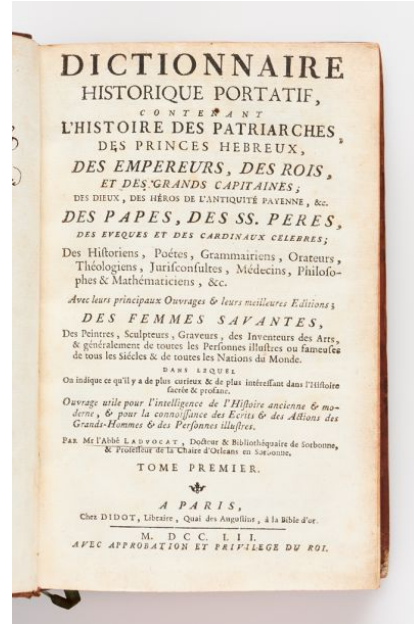 DICTIONNAIRE
HISTORIQUE PORTATIF,
CONTENANT
L'HISTOIRE DES PATRIARCHES,
DES PRINCES HEBREUX,
DES EMPEREURS, DES ROIS,
ET DES GRANDS CAPITAINES;
DES DIEUX, DES HÉROS DE L'ANTIQUITÉ PAYENNE, &c.
DES PAPES, DES SS. PERES,
DES EVEQUES ET DES CARDINAUX CELEBRES;
Des Historiens, Poétes, Grammairiens, Orateurs,
Théologiens, Jurisconsultes, Médecins, Philoso-
phes & Mathématiciens, &c.
Avec leurs principaux Ouvrages & leurs meilleures Editions;
DES FEMMES SAVANTES,
Des Peintres, Sculpteurs, Graveurs, des Inventeurs des Arts,
& généralement de toutes les Personnes illustres ou fameuses
de tous les Siécles & de toutes les Nations du Monde.
DANS LEQUEL
On indique ce qu'il y a de plus curieux & de plus intéressant dans l'Histoire
sacrée & profane.
Ouvrage utile pour l'intelligence de l'Histoire ancienne & mo-
derne, & pour la connoissance des Ecrits & des Actions des
Grands-Hommes & des Personnes illustres.
PAR Mr l'Abbé LADVOCAT, Docteur & Bibliothéquaire de Sorbonne,
& Professeur de la Chaire d'Orleans en Sorbonne,
TOME PREMIER.
A PARIS,
Chez DIDOT, Libraire, Quai des Augustins, à la Bible d'or.
M. D C C. L I I.
AVEC APPROBATION ET PRIVILEGE DU ROI.